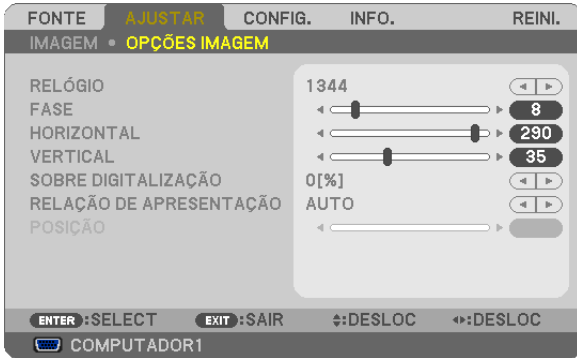 FONTE AJUSTAR CONFIG. INFO. REINI.
IMAGEM • OPÇÕES IMAGEM
RELÓGIO 1344
FASE 8
HORIZONTAL 290
VERTICAL 35
SOBRE DIGITALIZAÇÃO 0[%]
RELAÇÃO DE APRESENTAÇÃO AUTO
POSIÇÃO
ENTER :SELECT EXIT :SAIR :DESLOC :DESLOC
COMPUTADOR1